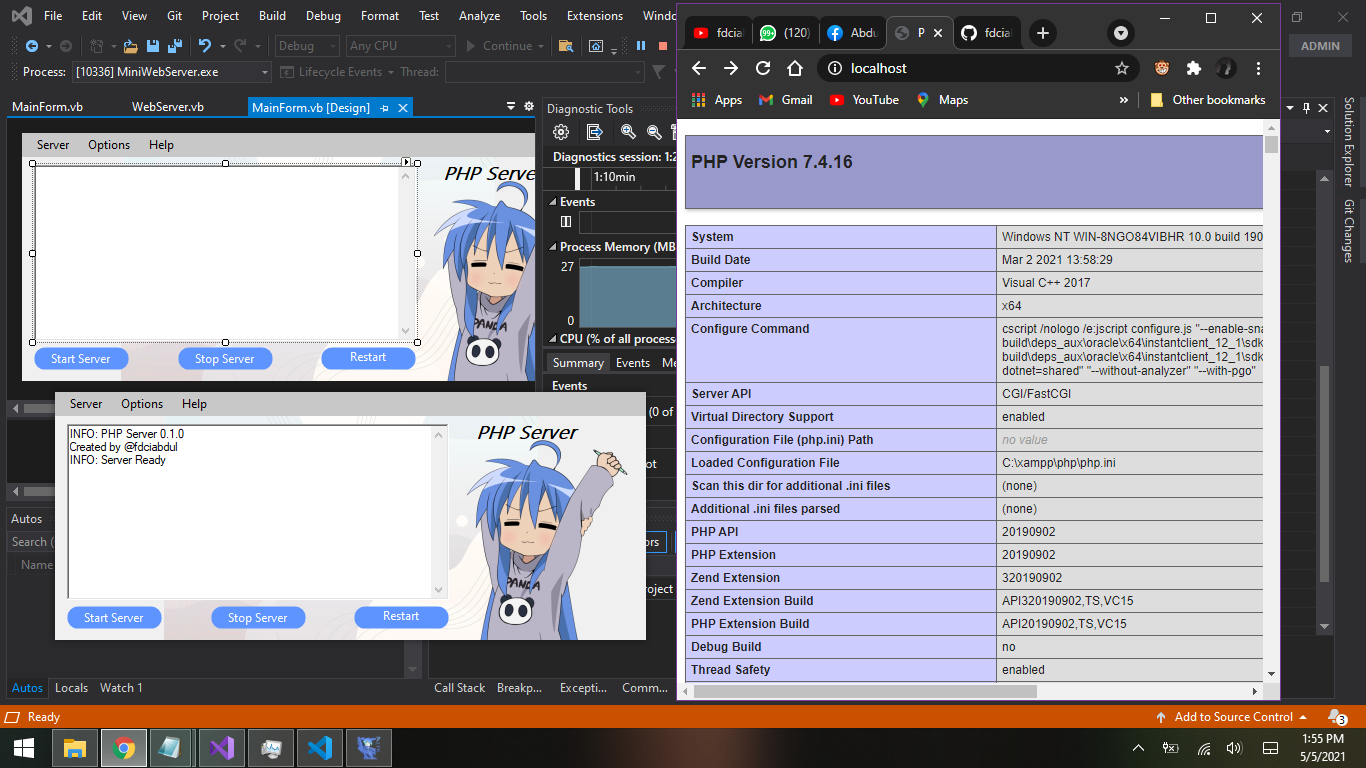 File Edit View Git Project Build Debug Format Test Analyze Tools Extensions Windo
ADMIN
Debug Any CPU Continue
Process: [10336] MiniWebServer.exe Lifecycle Events Thread:
MainForm.vb WebServer.vb MainForm.vb [Design]
Server Options Help
PHP Serve
Start Server Stop Server Restart
PANDA
Server Options Help
INFO: PHP Server 0.1.0
Created by @fdciabdul
INFO: Server Ready
PHP Server
PANDA
Start Server Stop Server Restart
Diagnostic Tools
Diagnostics session: 1:2
1:10min
Events
Process Memory (MB
27
0
CPU (% of all process
Summary Events Me
Events
(0 of
ot
Autos
Search (
Name
ors
roject
Autos Locals Watch 1
Call Stack Breakp... Excepti... Comm...
fdcial (120) Abdu P fdcial
localhost
Apps Gmail YouTube Maps » Other bookmarks
PHP Version 7.4.16
System Windows NT WIN-8NGO84VIBHR 10.0 build 190
Build Date Mar 2 2021 13:58:29
Compiler Visual C++ 2017
Architecture x64
Configure Command cscript /nologo /e:jscript configure.js "--enable-sna
build\deps_aux\oracle\x64\instantclient_12_1\sdk
build\deps_aux\oracle\x64\instantclient_12_1\sdk
dotnet=shared" "--without-analyzer" "--with-pgo"
Server API CGI/FastCGI
Virtual Directory Support enabled
Configuration File (php.ini) Path no value
Loaded Configuration File C:\xampp\php\php.ini
Scan this dir for additional .ini files (none)
Additional .ini files parsed (none)
PHP API 20190902
PHP Extension 20190902
Zend Extension 320190902
Zend Extension Build API320190902,TS,VC15
PHP Extension Build API20190902,TS,VC15
Debug Build no
Thread Safety enabled
Solution Explorer
Git Changes
Ready
Add to Source Control
3
1:55 PM
5/5/2021